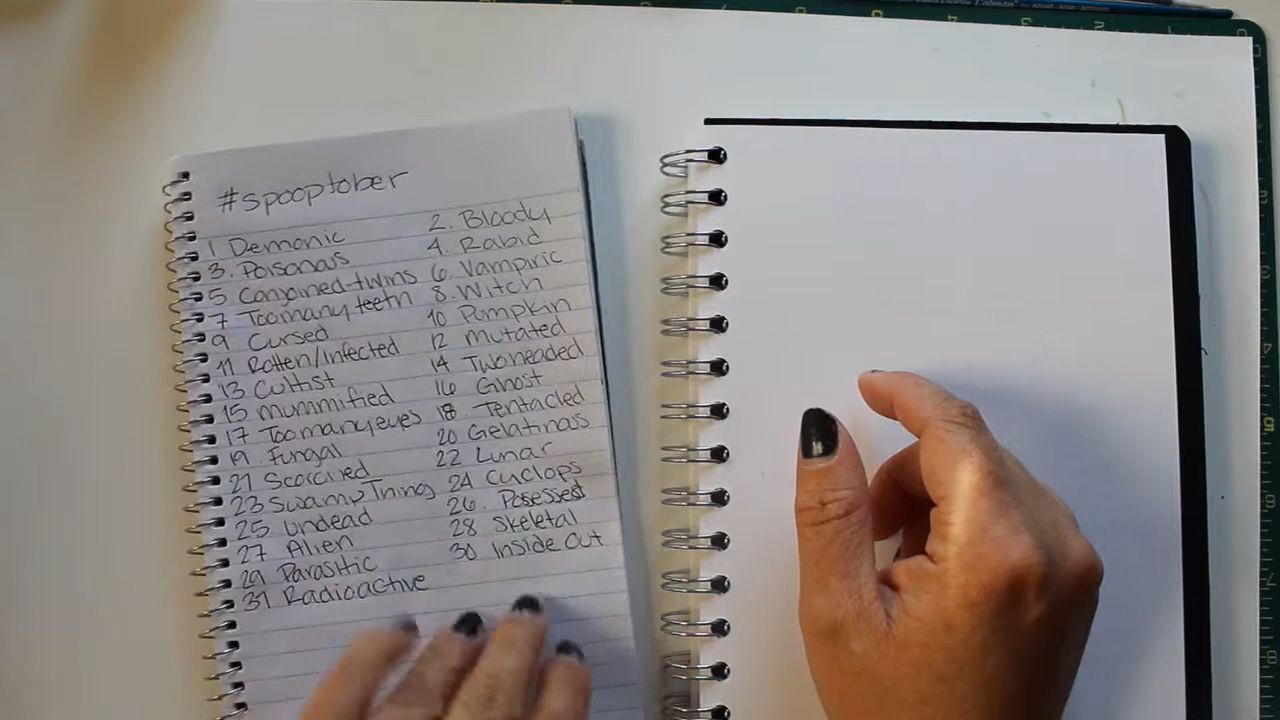 #spooptober
1 Demonic 2. Bloody
3. Poisonous 4. Rabid
5 Conjoined-twins 6. Vampiric
7 Toomany teeth 8. Witch
9 Cursed 10 Pumpkin
11 Rotten/infected 12 Mutated
13 Cultist 14 Twoheaded
15 mummified 16 Ghost
17 Toomanyeyes 18 Tentacled
19 Fungal 20 Gelatinous
21 Scorched 22 Lunar
23 Swamp Thing 24 Cyclops
25 undead 26. Posessed
27 Alien 28 Skeletal
29 Parasitic 30 Inside Out
31 Radioactive